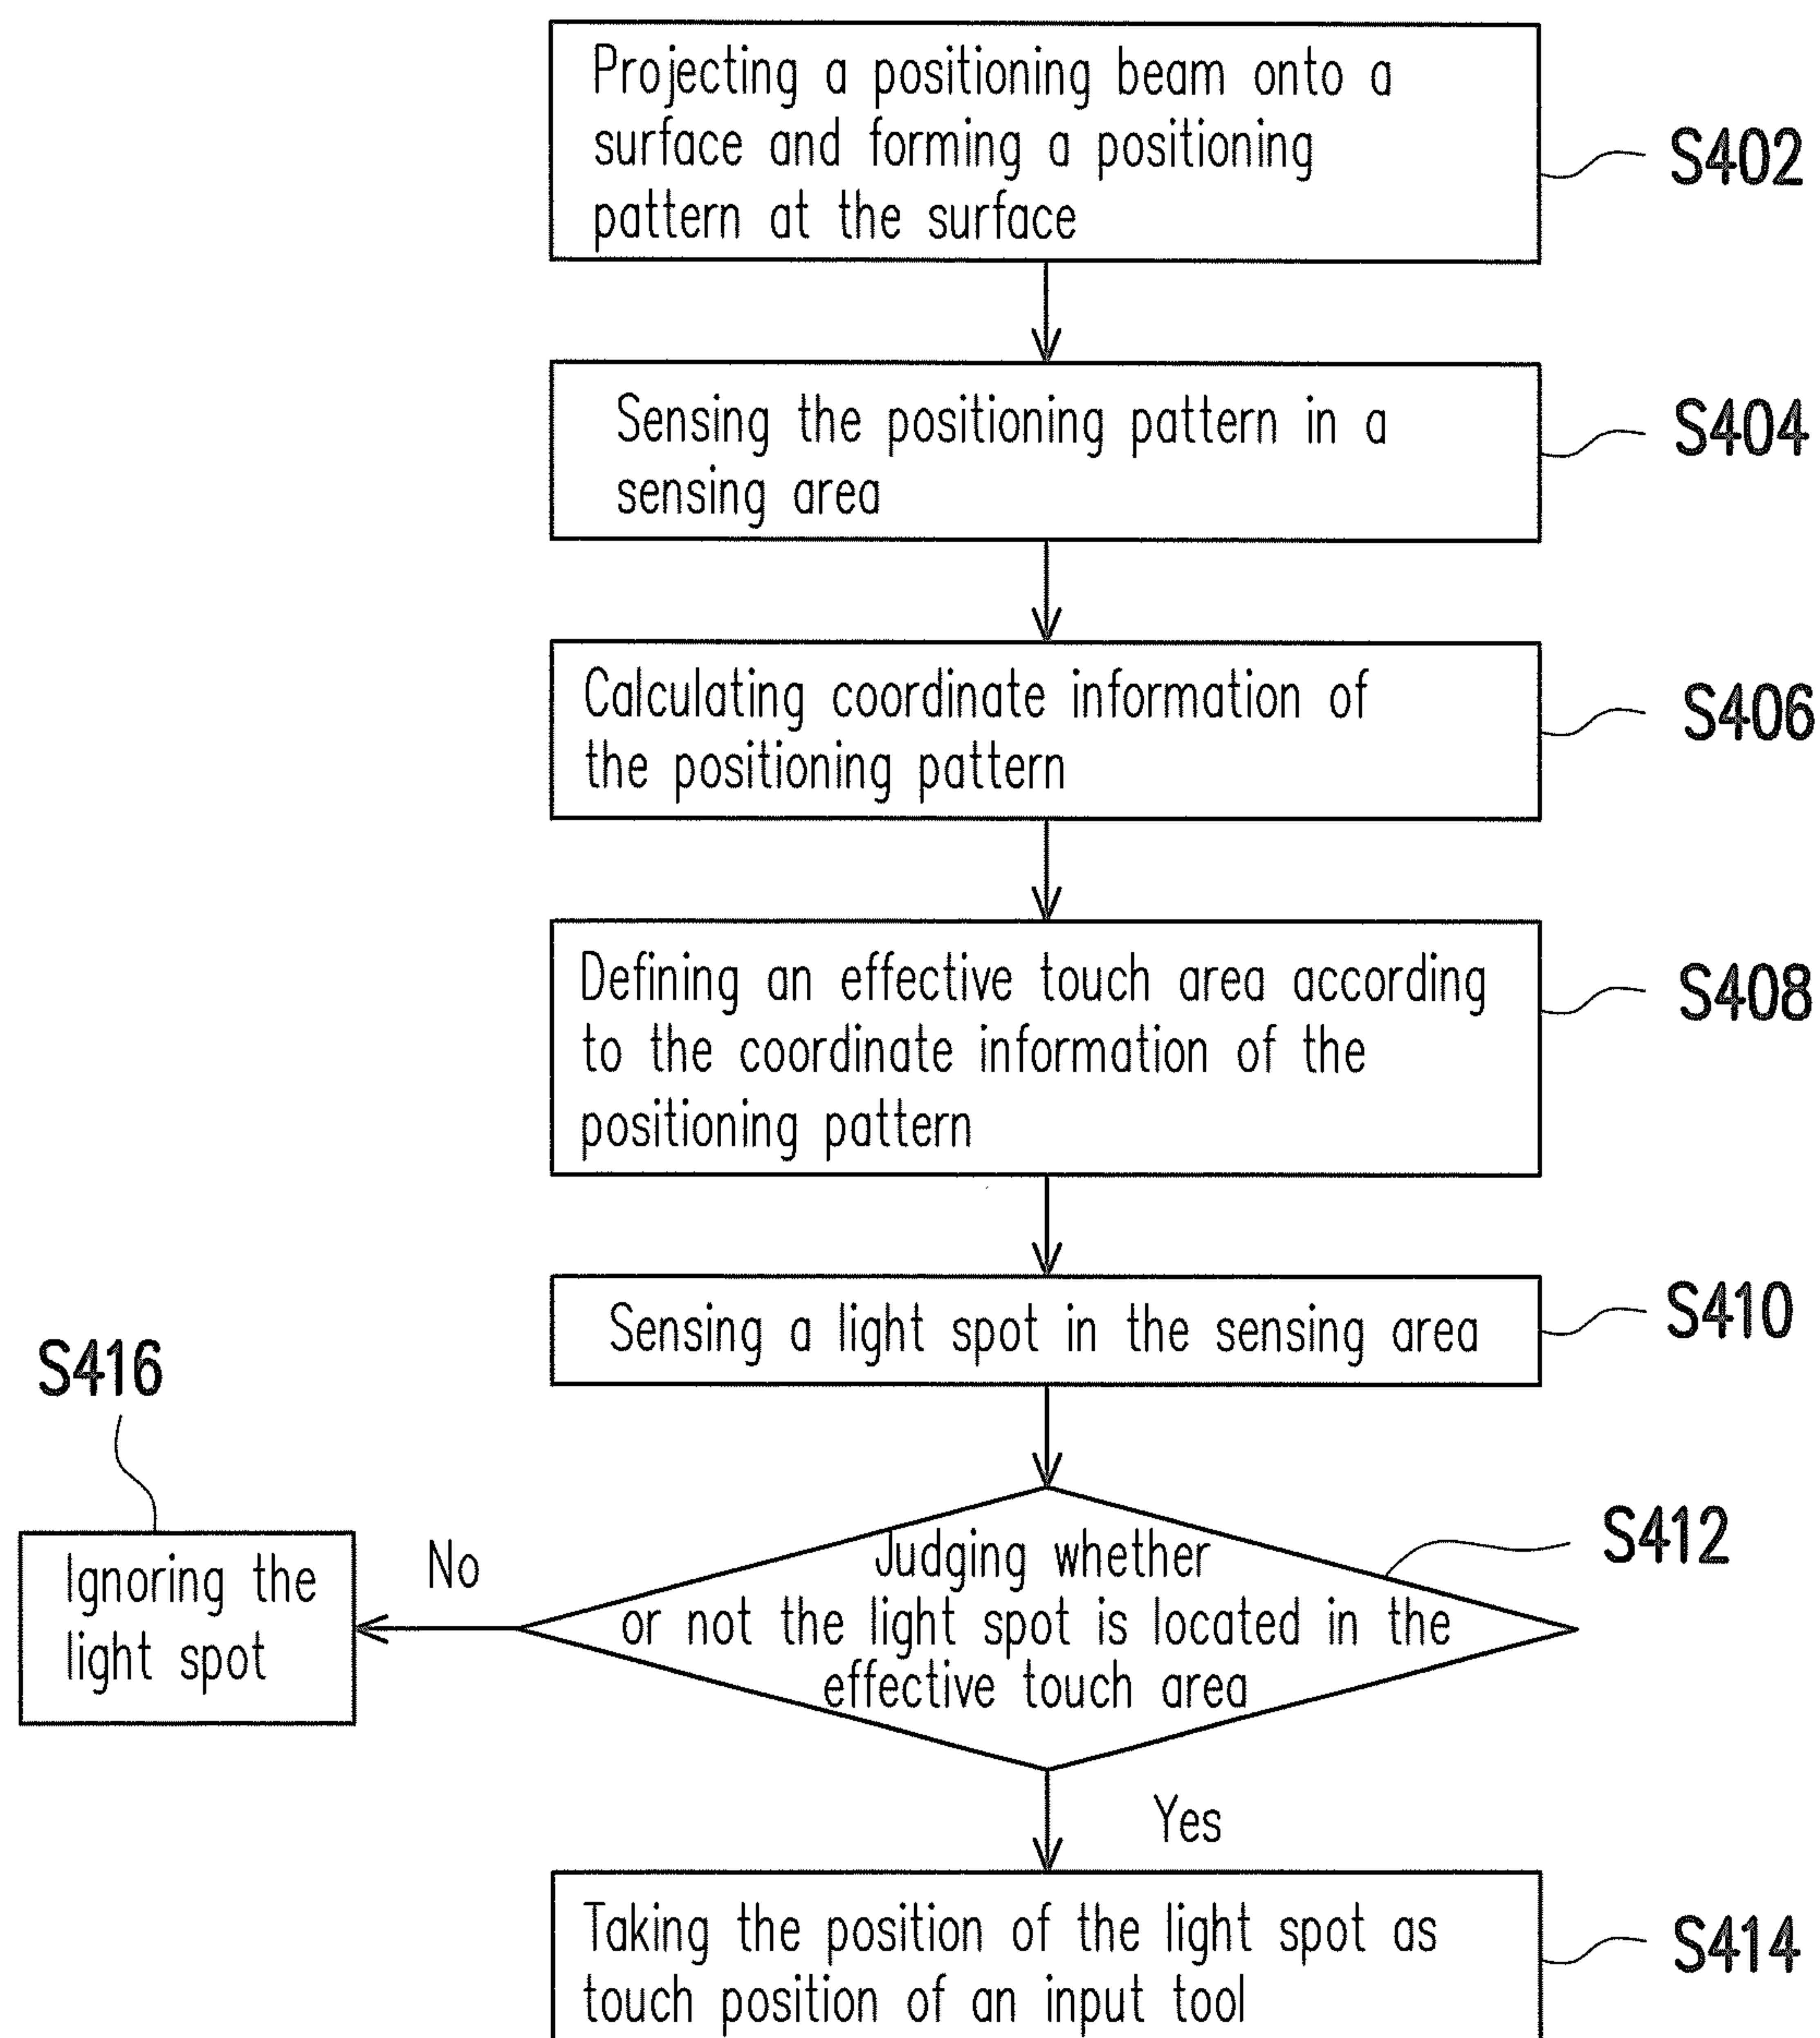 Projecting a positioning beam onto a
surface and forming a positioning
pattern at the surface
S402
Sensing the positioning pattern in a
sensing area
S404
Calculating coordinate information of
the positioning pattern
S406
Defining an effective touch area according
to the coordinate information of the
positioning pattern
S408
Sensing a light spot in the sensing area
S410
S416
Ignoring the
light spot
No
Judging whether
or not the light spot is located in the
effective touch area
S412
Yes
Taking the position of the light spot as
touch position of an input tool
S414